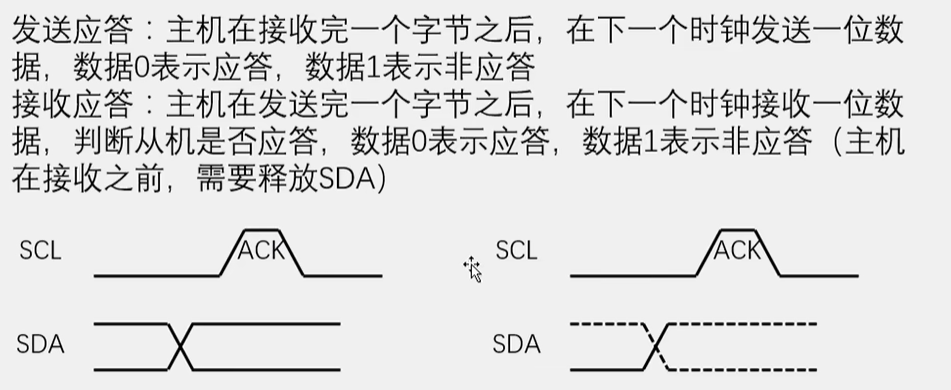 发送应答：主机在接收完一个字节之后，在下一个时钟发送一位数
据，数据0表示应答，数据1表示非应答
接收应答：主机在发送完一个字节之后，在下一个时钟接收一位数
据，判断从机是否应答，数据0表示应答，数据1表示非应答（主机
在接收之前，需要释放SDA）
SCL ACK SCL ACK
SDA SDA